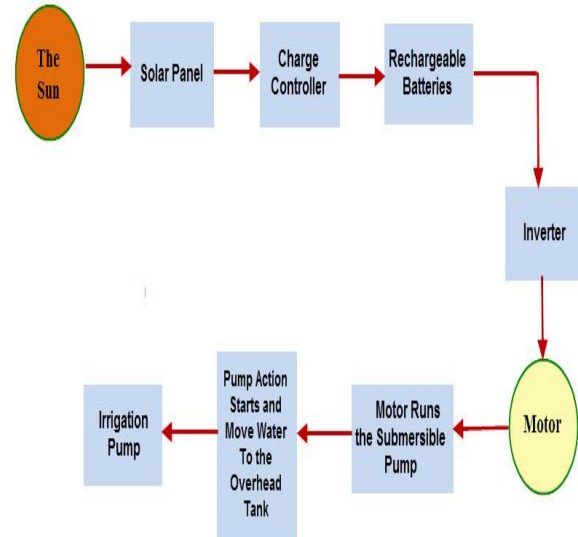 The
Sun
Solar Panel
Charge
Controller
Rechargeable
Batteries
Inverter
Motor
Motor Runs
the Submersible
Pump
Pump Action
Starts and
Move Water
To the
Overhead
Tank
Irrigation
Pump